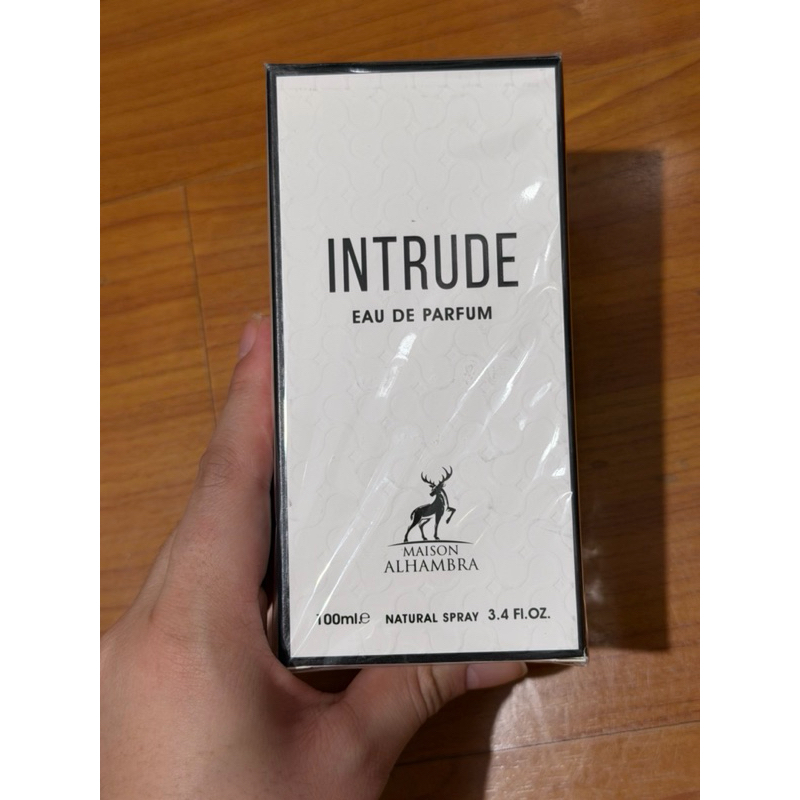 INTRUDE
EAU DE PARFUM
MAISON
ALHAMBRA
100ml.e NATURAL SPRAY 3.4 Fl.OZ.